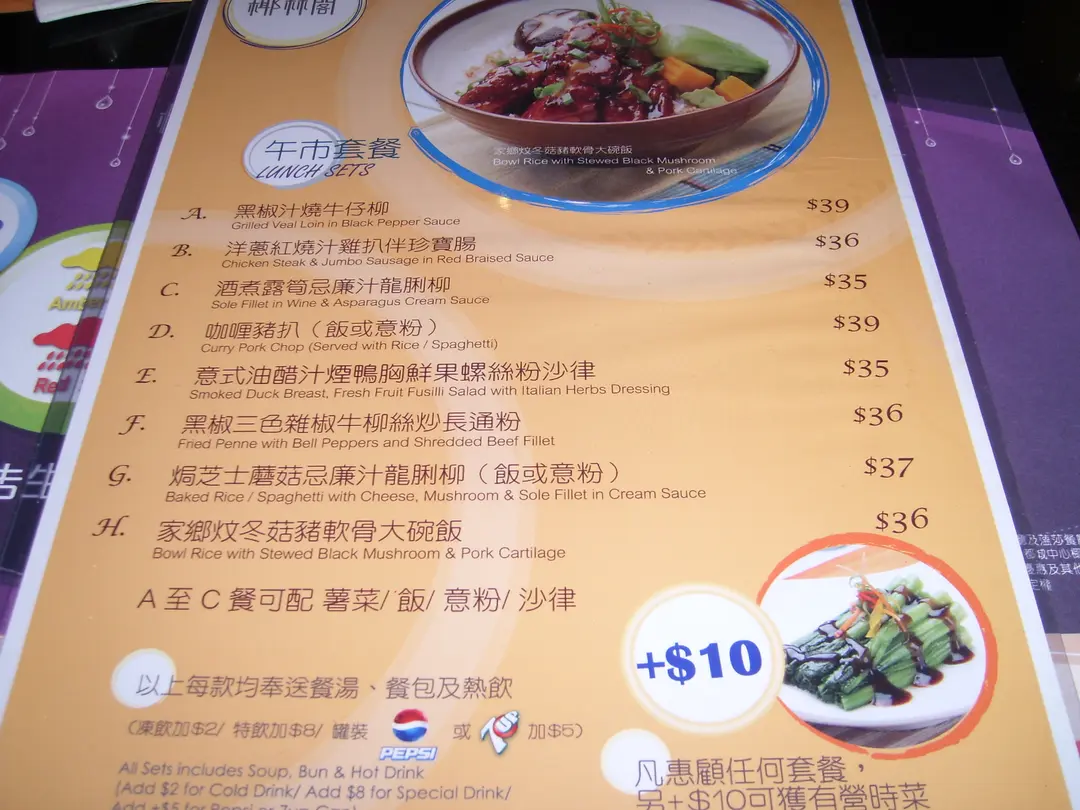 椰林閣
家鄉炆冬菇豬軟骨大碗飯
Bowl Rice with Stewed Black Mushroom
& Pork Cartilage
午市套餐
LUNCH SETS
A. 黑椒汁燒牛仔柳 $39
Grilled Veal Loin in Black Pepper Sauce
B. 洋蔥紅燒汁雞扒伴珍寶腸 $36
Chicken Steak & Jumbo Sausage in Red Braised Sauce
C. 酒煮露筍忌廉汁龍脷柳 $35
Sole Fillet in Wine & Asparagus Cream Sauce
D. 咖喱豬扒（飯或意粉） $39
Curry Pork Chop (Served with Rice / Spaghetti)
E. 意式油醋汁煙鴨胸鮮果螺絲粉沙律 $35
Smoked Duck Breast, Fresh Fruit Fusilli Salad with Italian Herbs Dressing
F. 黑椒三色雜椒牛柳絲炒長通粉 $36
Fried Penne with Bell Peppers and Shredded Beef Fillet
G. 焗芝士蘑菇忌廉汁龍脷柳（飯或意粉） $37
Baked Rice / Spaghetti with Cheese, Mushroom & Sole Fillet in Cream Sauce
H. 家鄉炆冬菇豬軟骨大碗飯 $36
Bowl Rice with Stewed Black Mushroom & Pork Cartilage
A 至 C 餐可配 薯菜/ 飯/ 意粉/ 沙律
+$10
以上每款均奉送餐湯、餐包及熱飲
(凍飲加$2/ 特飲加$8/ 罐裝 PEPSI 或 7UP 加$5)
All Sets includes Soup, Bun & Hot Drink
(Add $2 for Cold Drink/ Add $8 for Special Drink/
Add +$5 for Pepsi or 7up Can)
凡惠顧任何套餐，
另+$10可獲有營時菜
Red